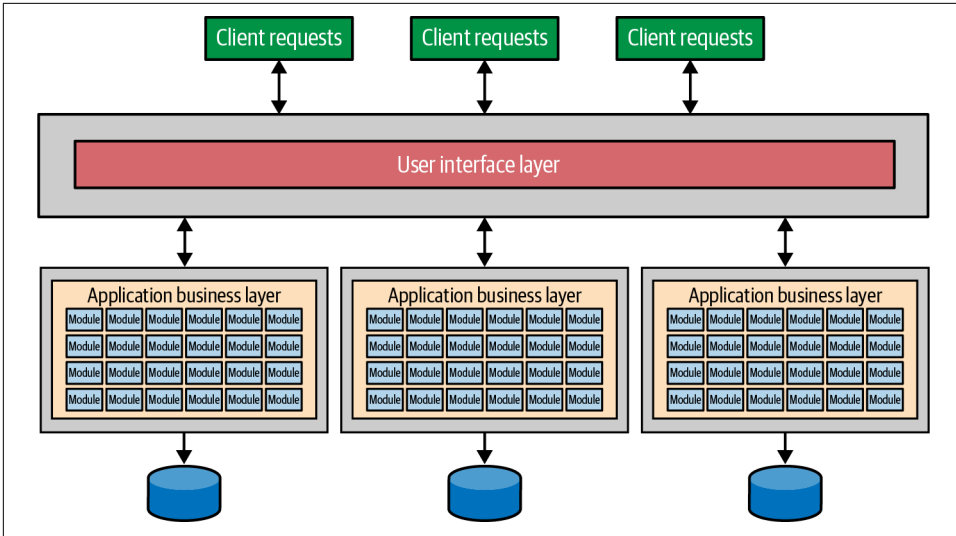 Client requests Client requests Client requests
User interface layer
Application business layer Application business layer Application business layer
Module Module Module Module Module Module Module Module Module Module Module Module Module Module Module Module Module Module
Module Module Module Module Module Module Module Module Module Module Module Module Module Module Module Module Module Module
Module Module Module Module Module Module Module Module Module Module Module Module Module Module Module Module Module Module
Module Module Module Module Module Module Module Module Module Module Module Module Module Module Module Module Module Module